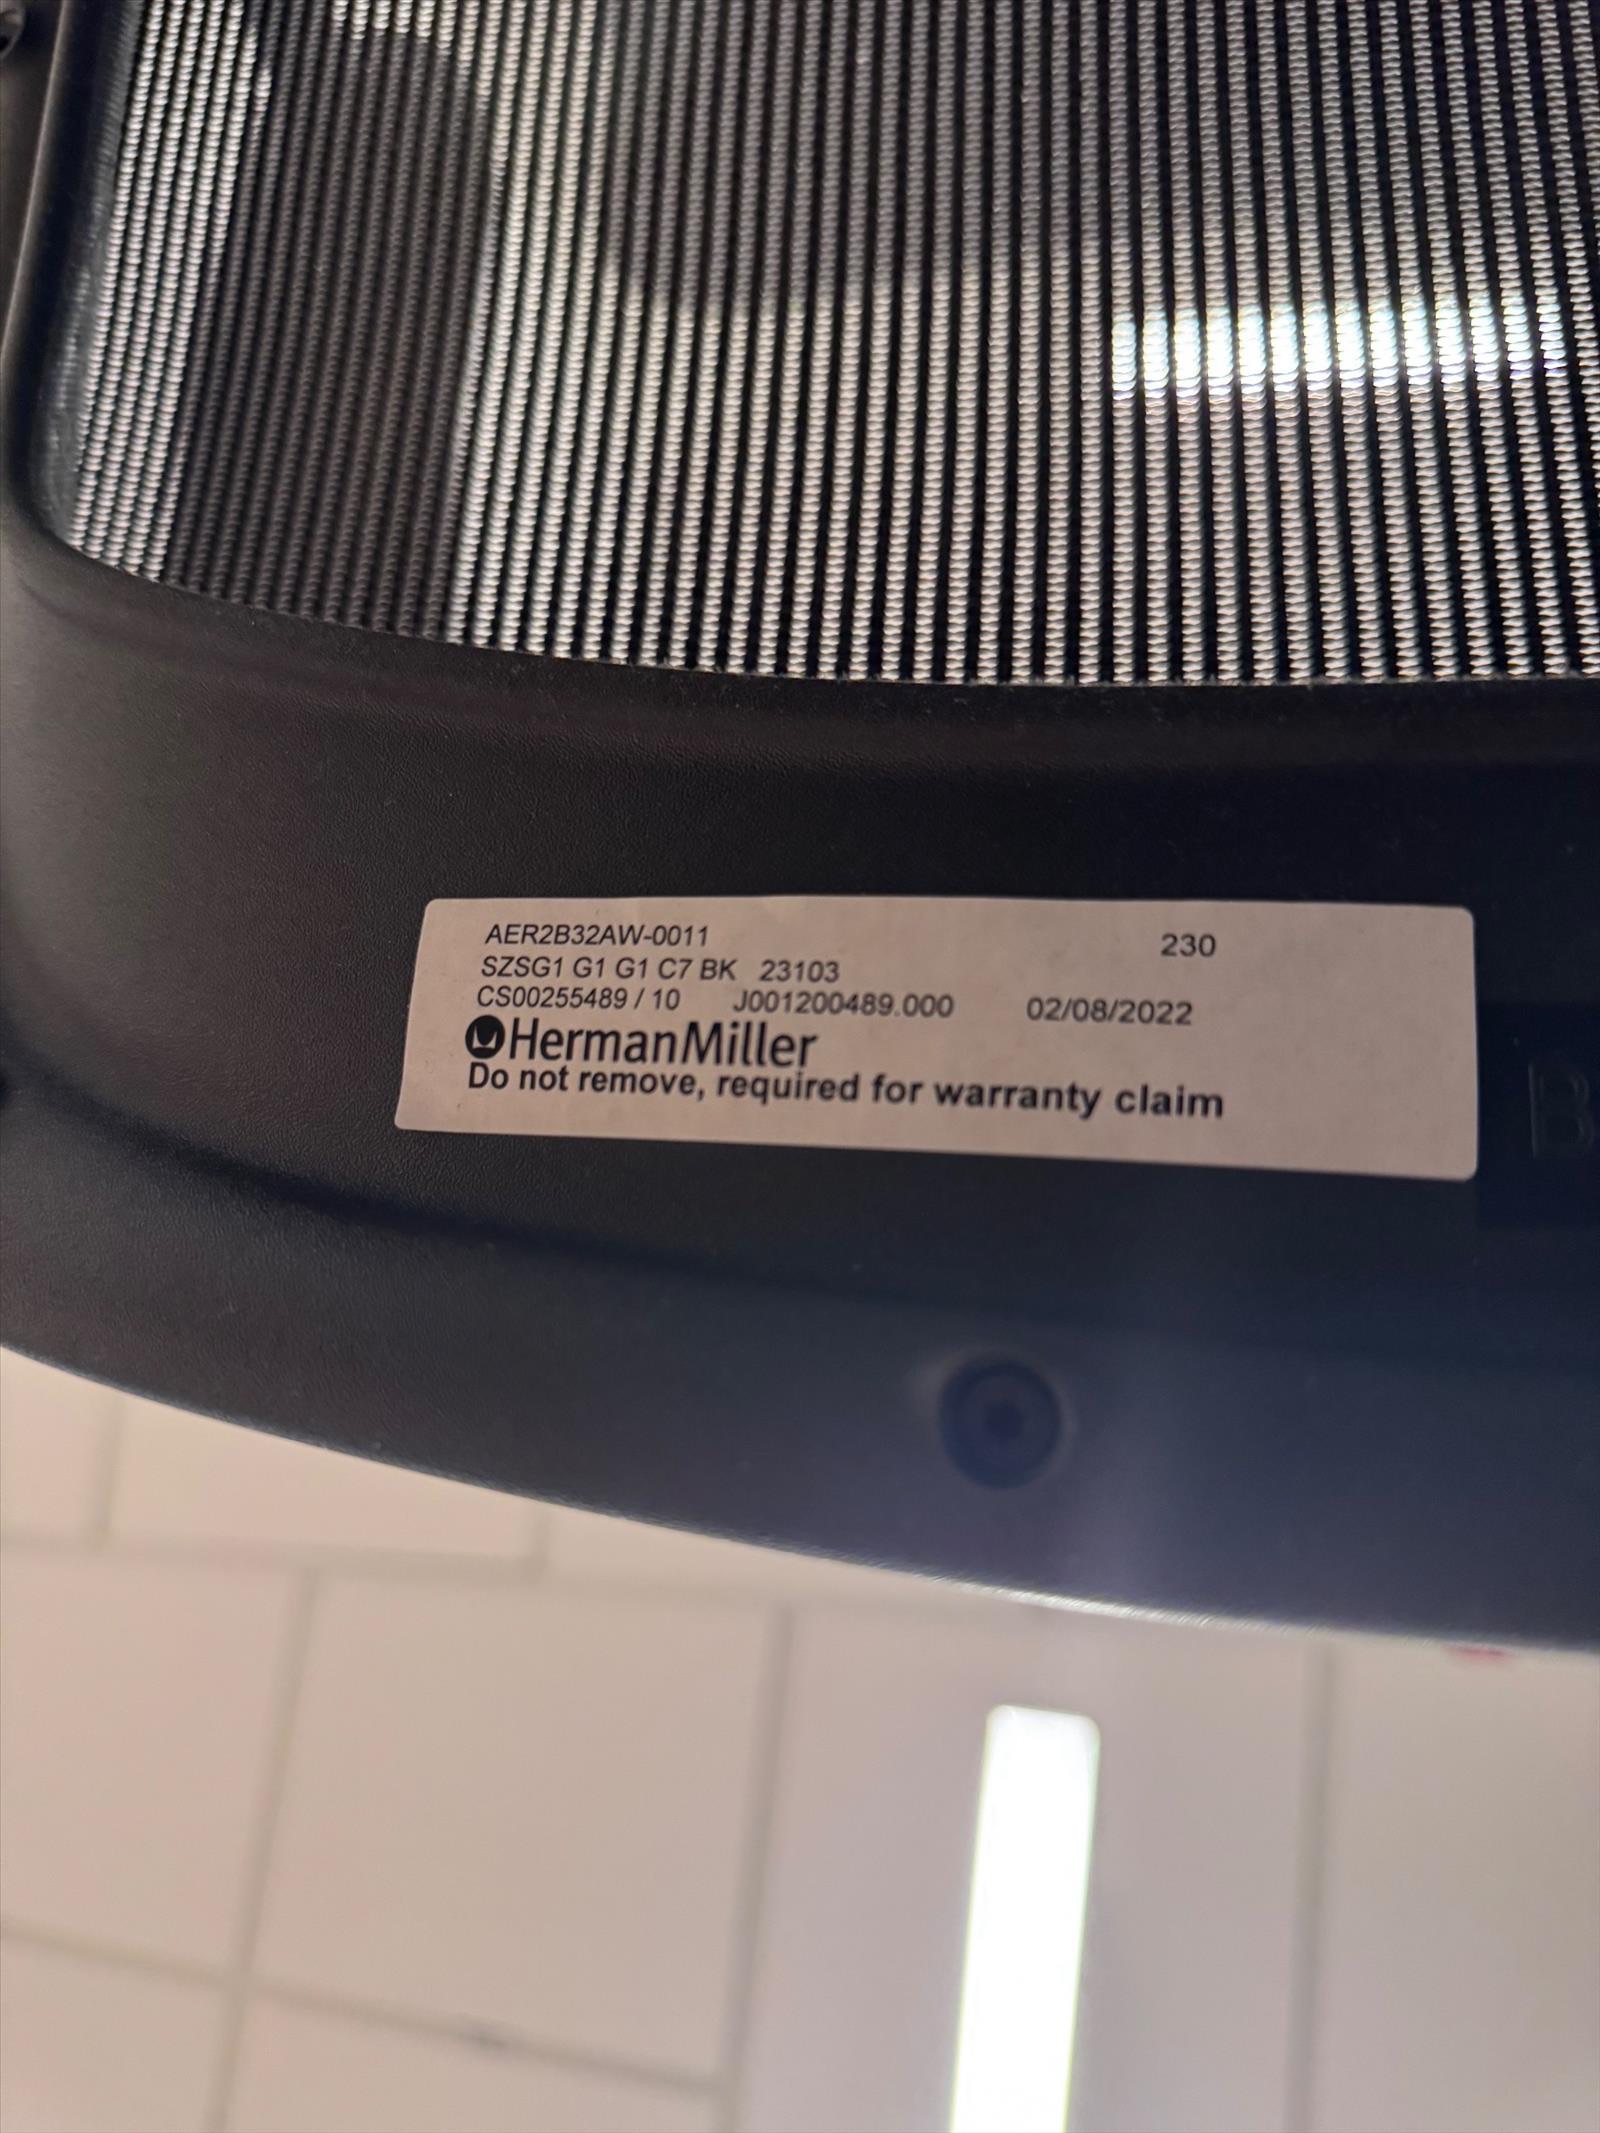 AER2B32AW-0011 230
SZSG1 G1 G1 C7 BK 23103
CS00255489 / 10 J001200489.000 02/08/2022
HermanMiller
Do not remove, required for warranty claim
B